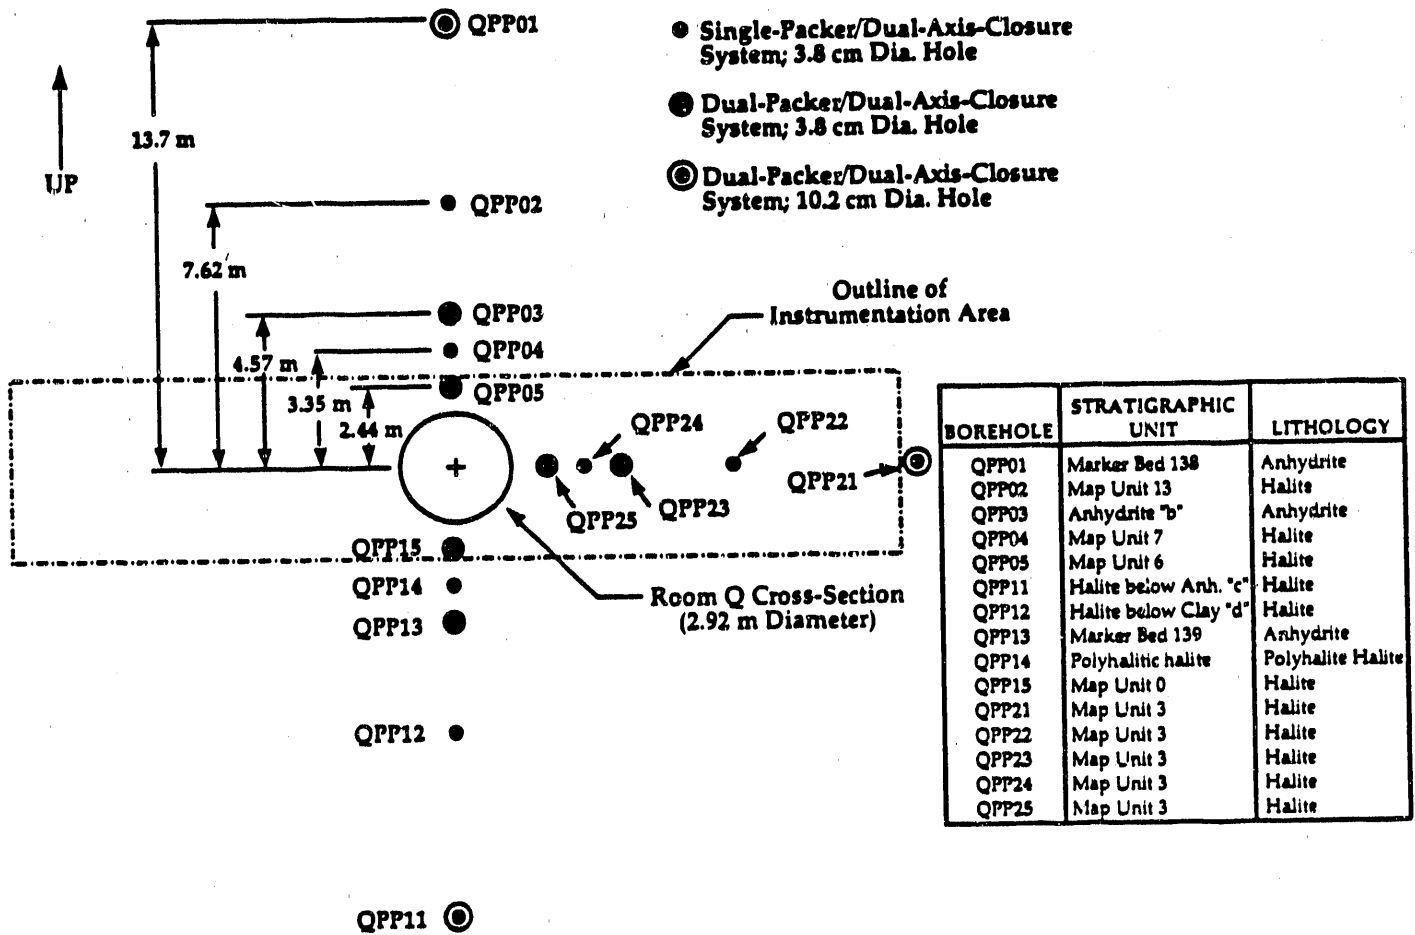 QPP01
Single-Packer/Dual-Axis-Closure
System; 3.8 cm Dia. Hole
Dual-Packer/Dual-Axis-Closure
System; 3.8 cm Dia. Hole
Dual-Packer/Dual-Axis-Closure
System; 10.2 cm Dia. Hole
13.7 m
UP
QPP02
7.62 m
Outline of
Instrumentation Area
QPP03
QPP04
4.57 m
QPP05
3.35 m
2.44 m
QPP24
QPP22
QPP21
QPP25
QPP23
QPP15
QPP14
QPP13
Room Q Cross-Section
(2.92 m Diameter)
QPP12
QPP11
BOREHOLE STRATIGRAPHIC UNIT LITHOLOGY
QPP01 Marker Bed 138 Anhydrite
QPP02 Map Unit 13 Halite
QPP03 Anhydrite "b" Anhydrite
QPP04 Map Unit 7 Halite
QPP05 Map Unit 6 Halite
QPP11 Halite below Anh. "c" Halite
QPP12 Halite below Clay "d" Halite
QPP13 Marker Bed 139 Anhydrite
QPP14 Polyhalitic halite Polyhalite Halite
QPP15 Map Unit 0 Halite
QPP21 Map Unit 3 Halite
QPP22 Map Unit 3 Halite
QPP23 Map Unit 3 Halite
QPP24 Map Unit 3 Halite
QPP25 Map Unit 3 Halite